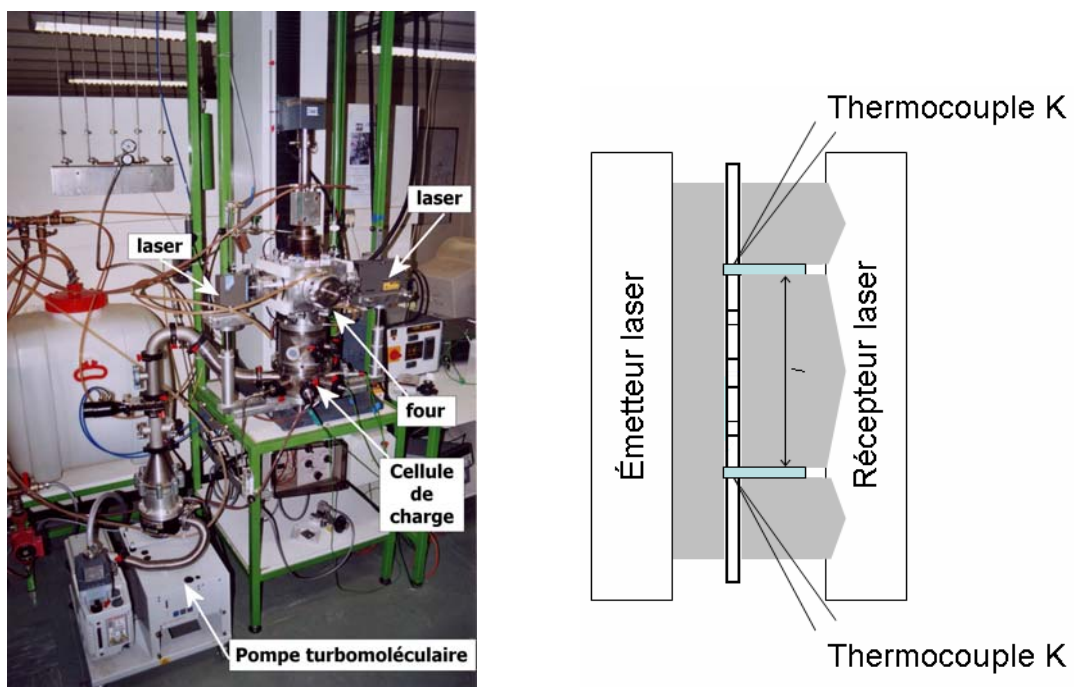 laser
laser
four
Cellule
de
charge
Pompe turbomoléculaire
Thermocouple K
Émetteur laser
l
Récepteur laser
Thermocouple K